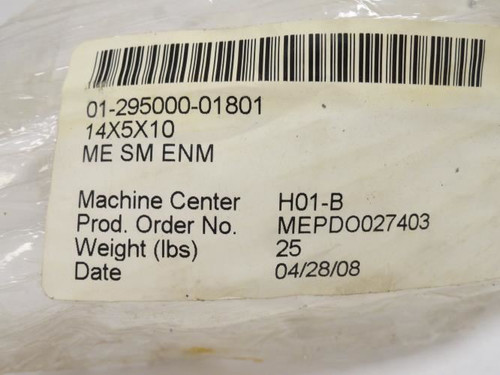 01-295000-01801
14X5X10
ME SM ENM
Machine Center H01-B
Prod. Order No. MEPDO027403
Weight (lbs) 25
Date 04/28/08